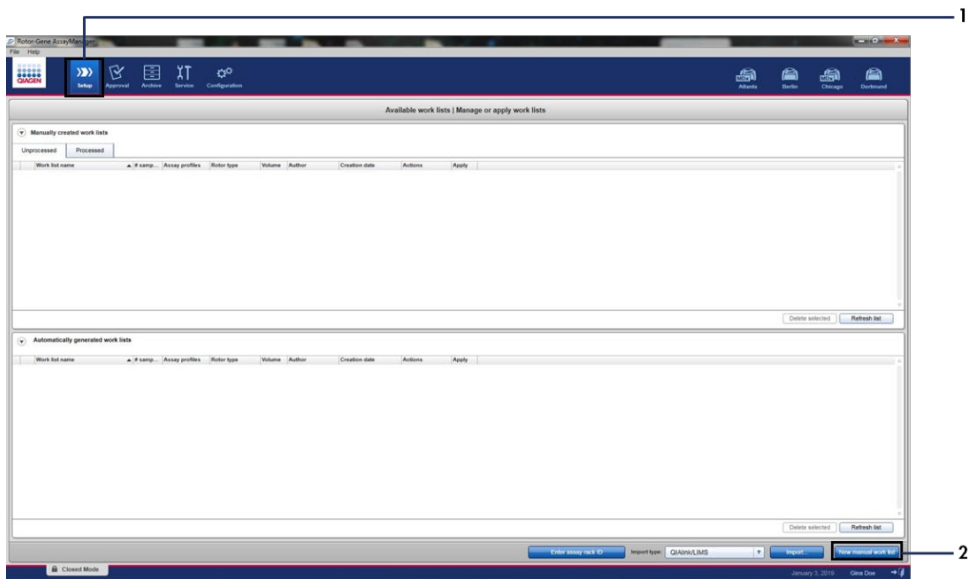 1
Rotor-Gene AssayManager
File Help
QIAGEN
Setup Approval Archive Service Configuration
Atlanta Berlin Chicago Dortmund
Available work lists | Manage or apply work lists
Manually created work lists
Unprocessed Processed
Work list name # samp... Assay profiles Rotor type Volume Author Creation date Actions Apply
Delete selected Refresh list
Automatically generated work lists
Work list name # samp... Assay profiles Rotor type Volume Author Creation date Actions Apply
Delete selected Refresh list
Enter assay rack ID Import type: QIAlink/LIMS Import... New manual work list
2
Closed Mode
January 3, 2016 Gina Doe